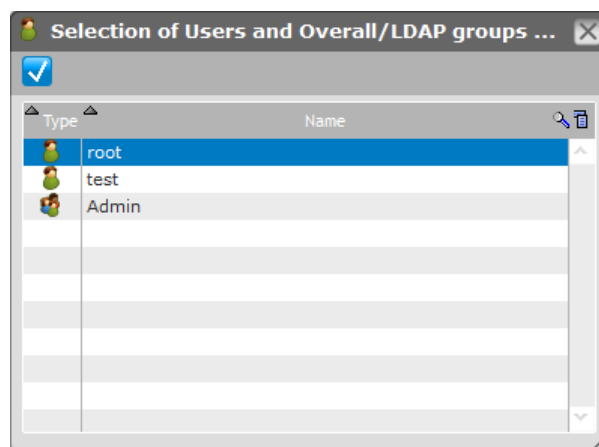 Selection of Users and Overall/LDAP groups ...
Type Name
root
test
Admin